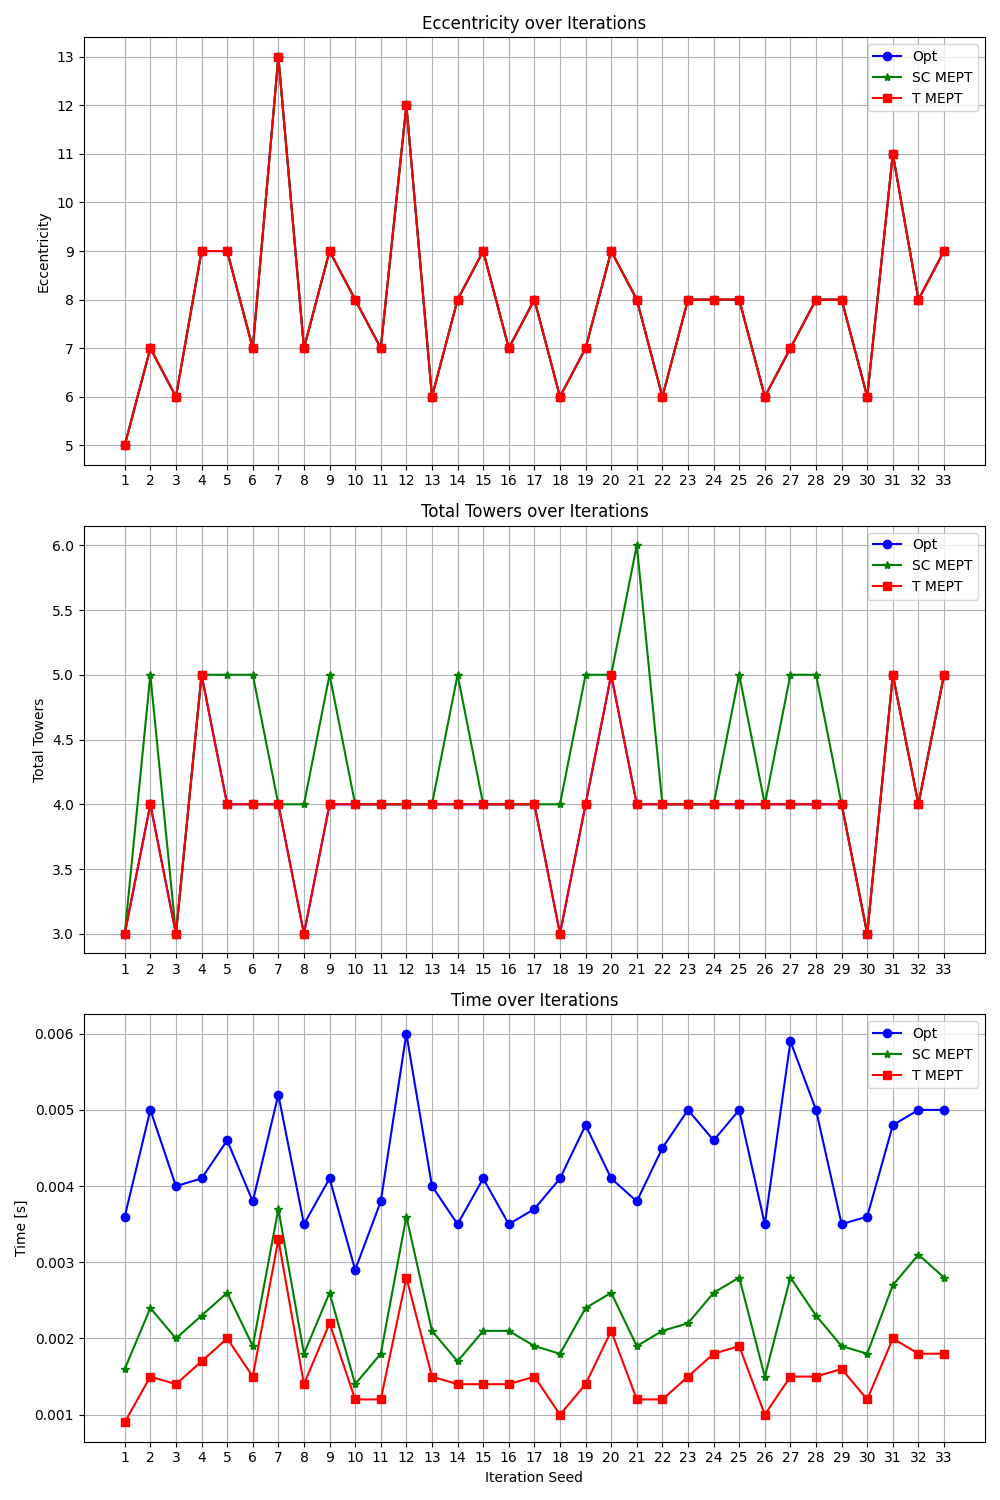 Eccentricity over Iterations
Eccentricity
13
12
11
10
9
8
7
6
5
Opt
SC MEPT
T MEPT
1 2 3 4 5 6 7 8 9 10 11 12 13 14 15 16 17 18 19 20 21 22 23 24 25 26 27 28 29 30 31 32 33
Total Towers over Iterations
Total Towers
6.0
5.5
5.0
4.5
4.0
3.5
3.0
Opt
SC MEPT
T MEPT
1 2 3 4 5 6 7 8 9 10 11 12 13 14 15 16 17 18 19 20 21 22 23 24 25 26 27 28 29 30 31 32 33
Time over Iterations
Time [s]
0.006
0.005
0.004
0.003
0.002
0.001
Opt
SC MEPT
T MEPT
1 2 3 4 5 6 7 8 9 10 11 12 13 14 15 16 17 18 19 20 21 22 23 24 25 26 27 28 29 30 31 32 33
Iteration Seed